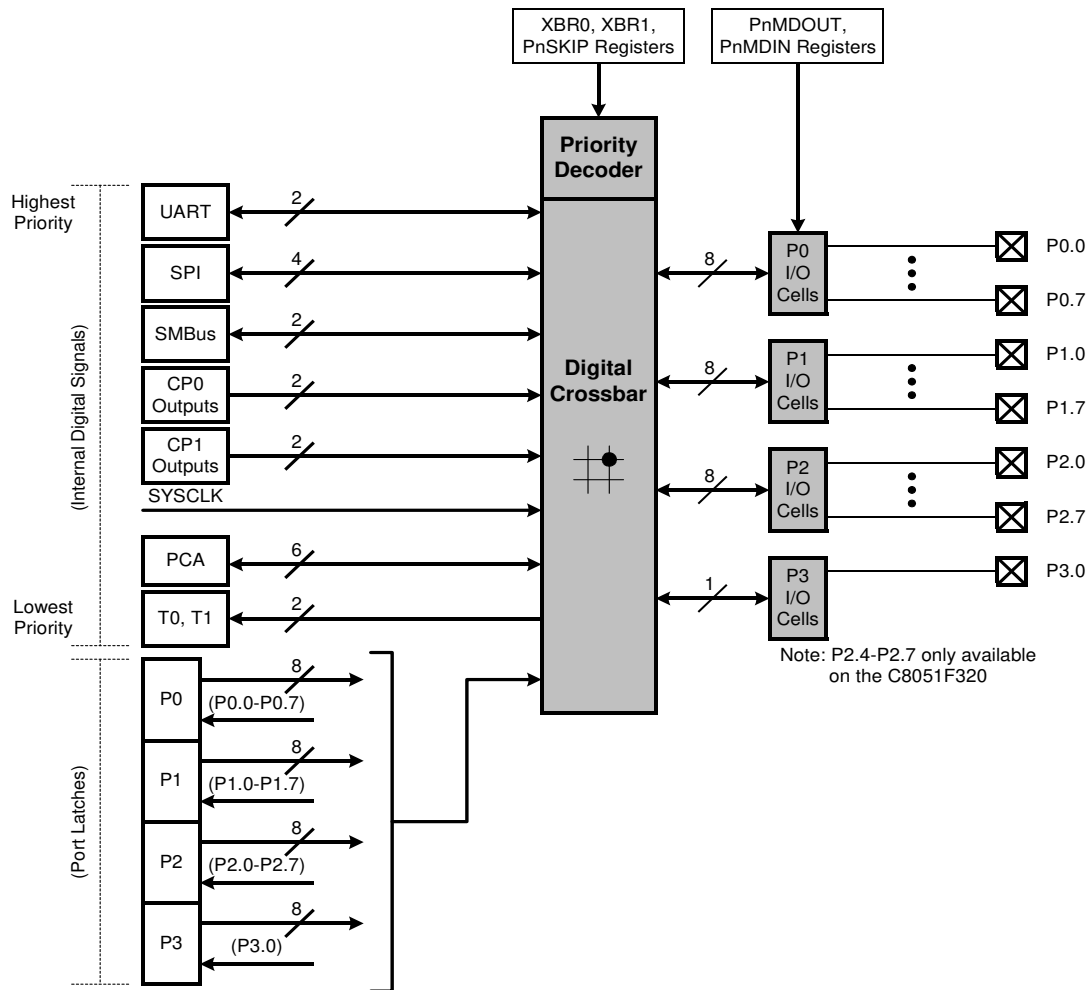 XBR0, XBR1,
PnSKIP Registers
PnMDOUT,
PnMDIN Registers
Priority
Decoder
Digital
Crossbar
Highest
Priority
(Internal Digital Signals)
Lowest
Priority
UART
2
SPI
4
SMBus
2
CP0
Outputs
2
CP1
Outputs
2
SYSCLK
PCA
6
T0, T1
2
(Port Latches)
P0
8
(P0.0-P0.7)
P1
8
(P1.0-P1.7)
P2
8
(P2.0-P2.7)
P3
8
(P3.0)
8
P0
I/O
Cells
P0.0
P0.7
8
P1
I/O
Cells
P1.0
P1.7
8
P2
I/O
Cells
P2.0
P2.7
1
P3
I/O
Cells
P3.0
Note: P2.4-P2.7 only available
on the C8051F320